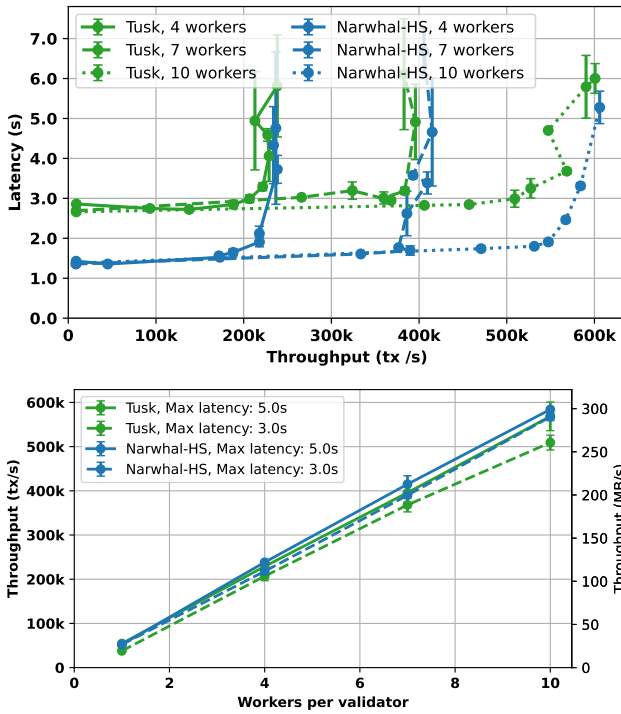 Tusk, 4 workers
Tusk, 7 workers
Tusk, 10 workers
Narwhal-HS, 4 workers
Narwhal-HS, 7 workers
Narwhal-HS, 10 workers
Latency (s)
7.0
6.0
5.0
4.0
3.0
2.0
1.0
0.0
0
100k
200k
300k
400k
500k
600k
Throughput (tx /s)
Tusk, Max latency: 5.0s
Tusk, Max latency: 3.0s
Narwhal-HS, Max latency: 5.0s
Narwhal-HS, Max latency: 3.0s
Throughput (tx/s)
600k
500k
400k
300k
200k
100k
0
Throughput (MB/s)
300
250
200
150
100
50
0
0
2
4
6
8
10
Workers per validator